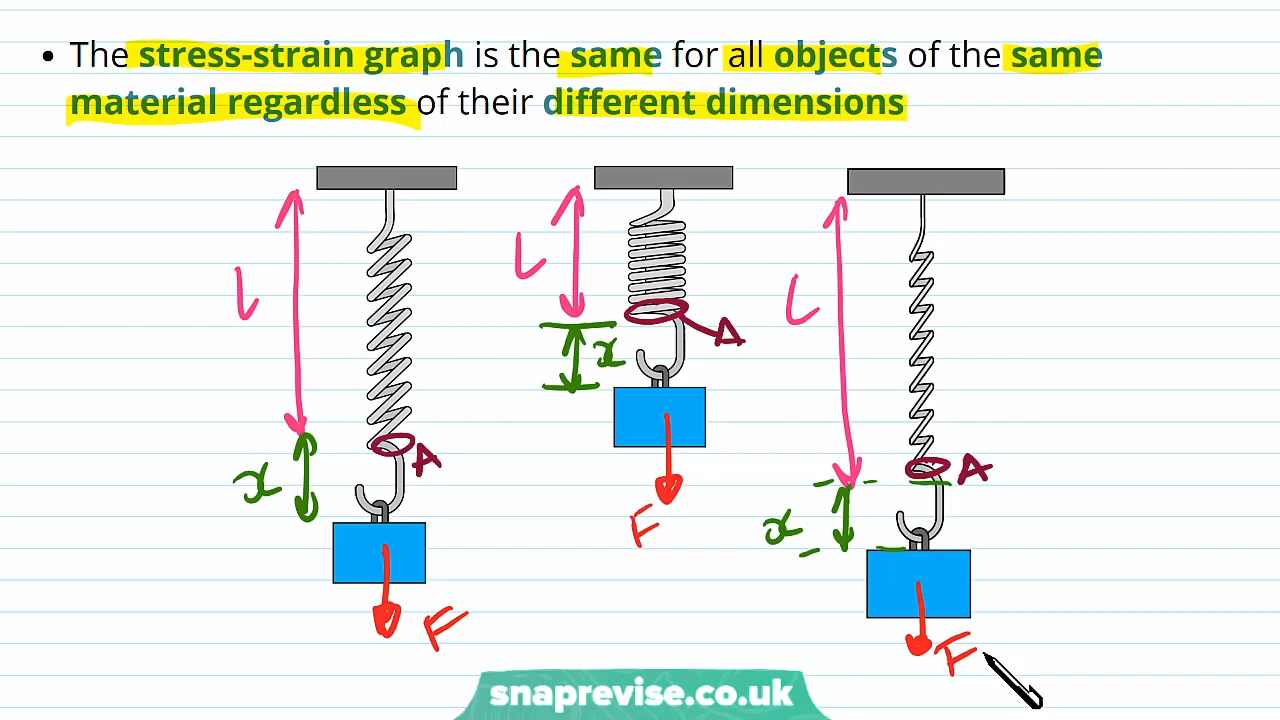 • The stress-strain graph is the same for all objects of the same
material regardless of their different dimensions
L
x
A
F
L
x
A
F
L
x
A
F
snaprevise.co.uk